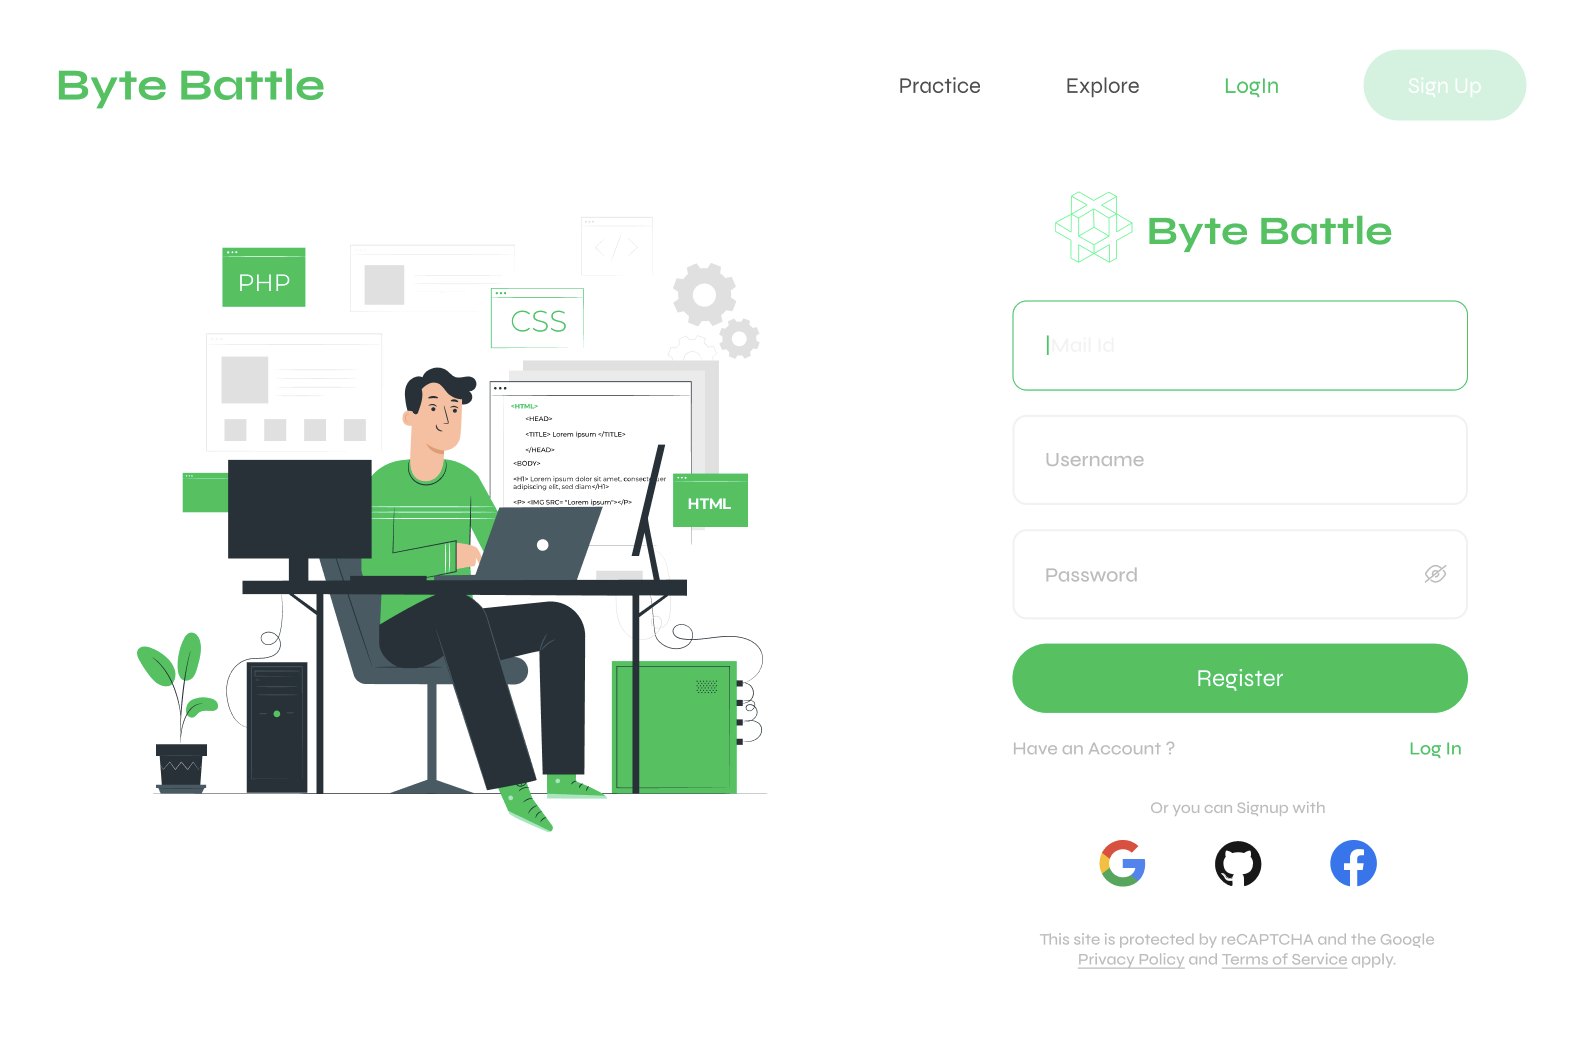 Byte Battle
Practice
Explore
LogIn
Sign Up
Byte Battle
Mail Id
Username
Password
Register
Have an Account ?
Log In
Or you can Signup with
This site is protected by reCAPTCHA and the Google
Privacy Policy and Terms of Service apply.
PHP
</>
CSS
<HTML>
<HEAD>
<TITLE> Lorem ipsum </TITLE>
</HEAD>
<BODY>
<H1> Lorem ipsum dolor sit amet, consectetuer
adipiscing elit, sed diam</H1>
<P> <IMG SRC= "Lorem ipsum"></P>
HTML